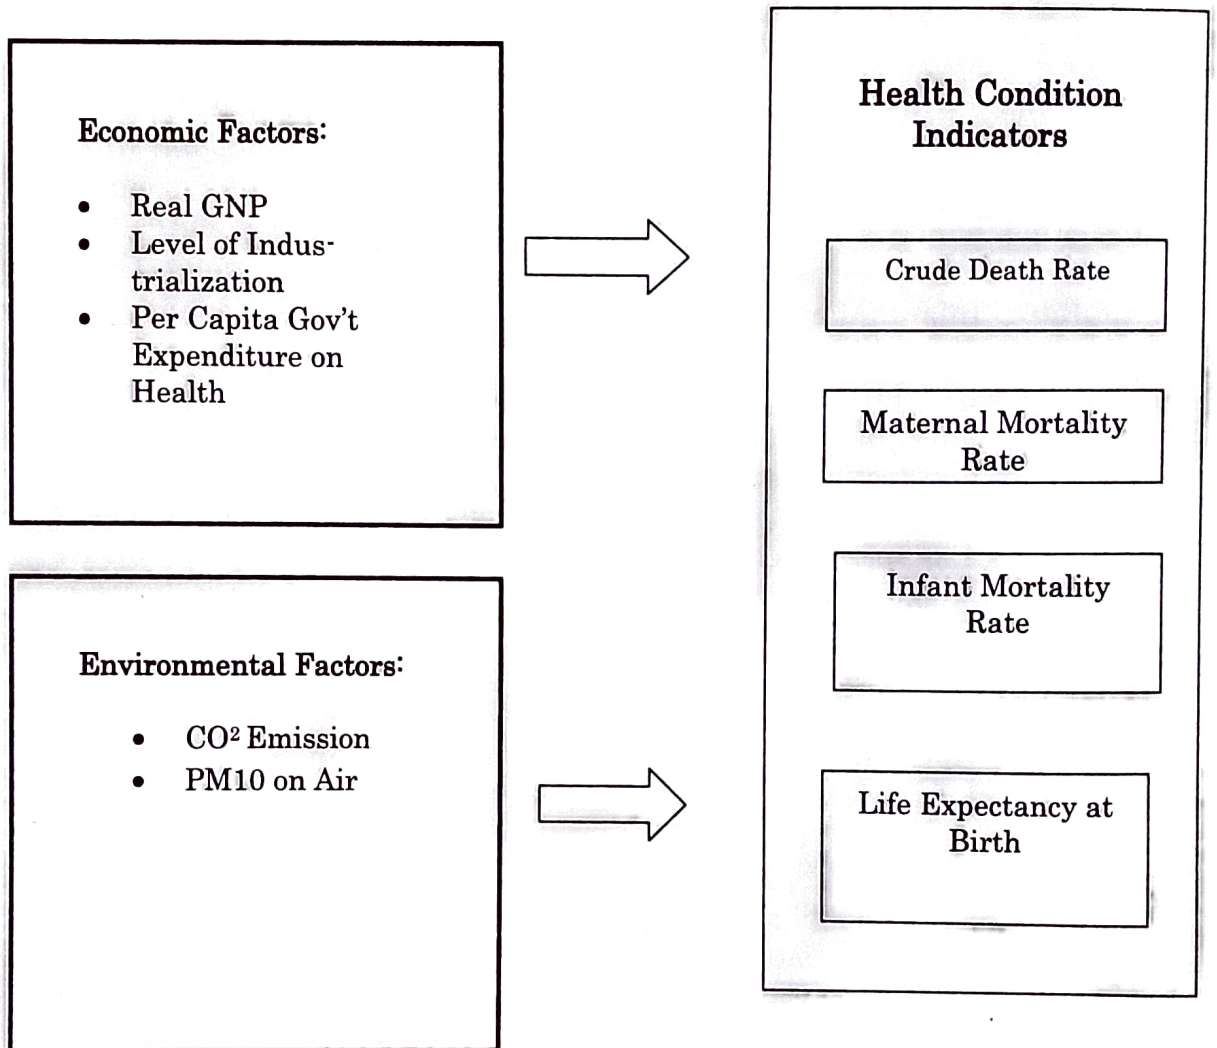 Economic Factors:
• Real GNP
• Level of Indus-
trialization
• Per Capita Gov't
Expenditure on
Health
Environmental Factors:
• CO² Emission
• PM10 on Air
Health Condition
Indicators
Crude Death Rate
Maternal Mortality
Rate
Infant Mortality
Rate
Life Expectancy at
Birth